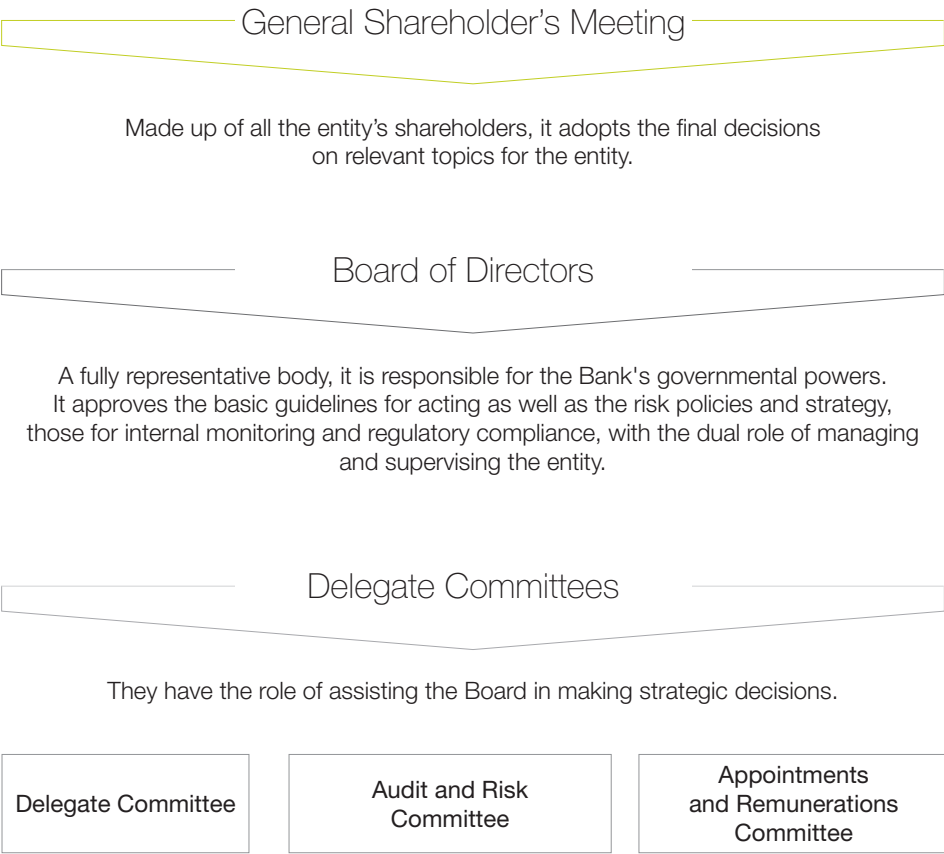 General Shareholder’s Meeting
Made up of all the entity’s shareholders, it adopts the final decisions
on relevant topics for the entity.
Board of Directors
A fully representative body, it is responsible for the Bank's governmental powers.
It approves the basic guidelines for acting as well as the risk policies and strategy,
those for internal monitoring and regulatory compliance, with the dual role of managing
and supervising the entity.
Delegate Committees
They have the role of assisting the Board in making strategic decisions.
Delegate Committee
Audit and Risk
Committee
Appointments
and Remunerations
Committee